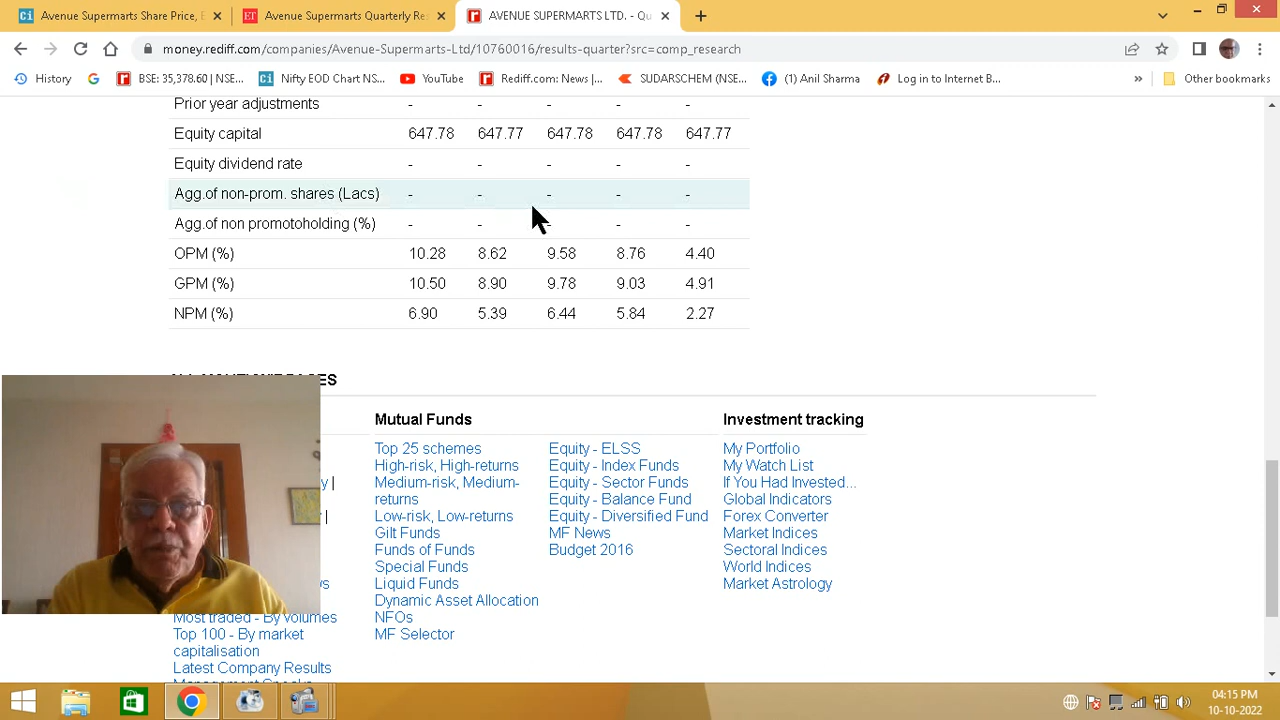 Avenue Supermarts Share Price, E
Avenue Supermarts Quarterly Res
AVENUE SUPERMARTS LTD. - Qu
money.rediff.com/companies/Avenue-Supermarts-Ltd/10760016/results-quarter?src=comp_research
History
BSE: 35,378.60 | NSE...
Nifty EOD Chart NS...
YouTube
Rediff.com: News |...
SUDARSCHEM (NSE...
(1) Anil Sharma
Log in to Internet B...
»
Other bookmarks
Prior year adjustments - - - - -
Equity capital 647.78 647.77 647.78 647.78 647.77
Equity dividend rate - - - - -
Agg.of non-prom. shares (Lacs) - - - - -
Agg.of non promotoholding (%) - - - - -
OPM (%) 10.28 8.62 9.58 8.76 4.40
GPM (%) 10.50 8.90 9.78 9.03 4.91
NPM (%) 6.90 5.39 6.44 5.84 2.27
Mutual Funds
Top 25 schemes
High-risk, High-returns
Medium-risk, Medium-
returns
Low-risk, Low-returns
Gilt Funds
Funds of Funds
Special Funds
Liquid Funds
Dynamic Asset Allocation
NFOs
MF Selector
Equity - ELSS
Equity - Index Funds
Equity - Sector Funds
Equity - Balance Fund
Equity - Diversified Fund
MF News
Budget 2016
Investment tracking
My Portfolio
My Watch List
If You Had Invested...
Global Indicators
Forex Converter
Market Indices
Sectoral Indices
World Indices
Market Astrology
Most traded - By volumes
Top 100 - By market
capitalisation
Latest Company Results
04:15 PM
10-10-2022